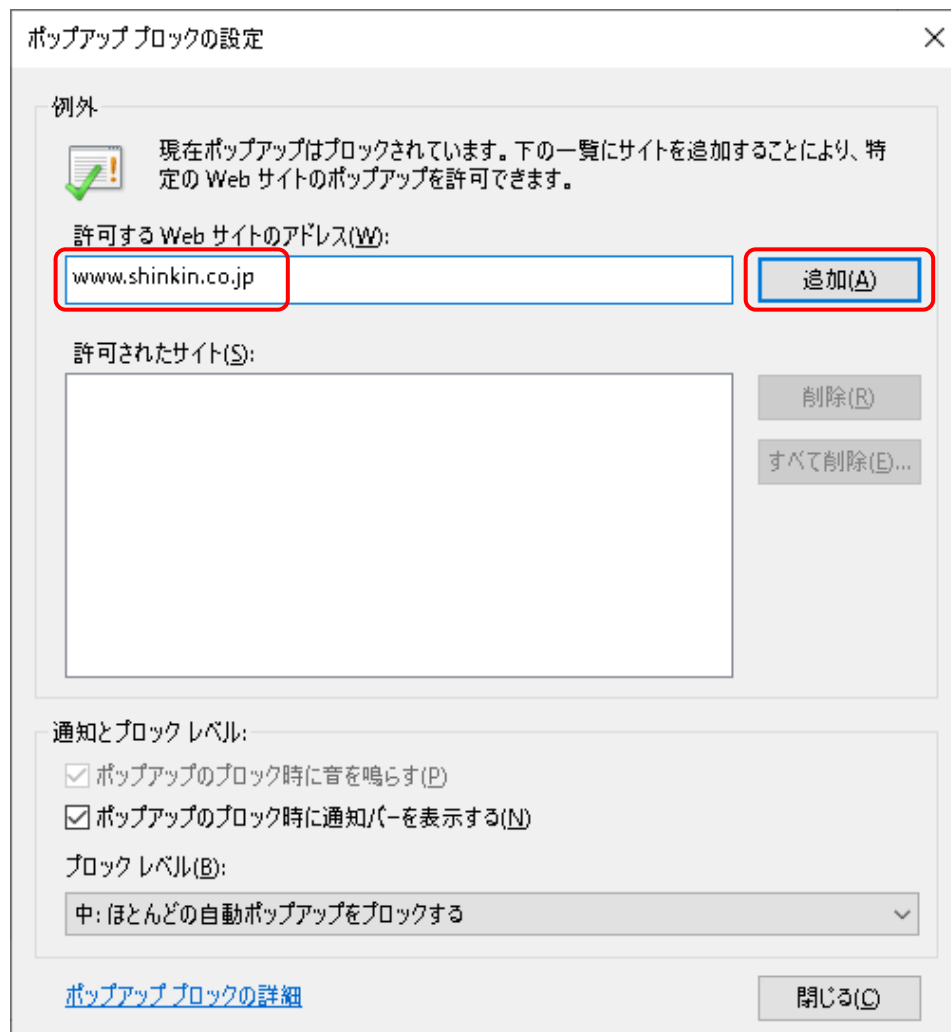 ポップアップ ブロックの設定
例外
現在ポップアップはブロックされています。下の一覧にサイトを追加することにより、特
定の Web サイトのポップアップを許可できます。
許可する Web サイトのアドレス(W):
www.shinkin.co.jp
追加(A)
許可されたサイト(S):
削除(R)
すべて削除(E)...
通知とブロック レベル:
ポップアップのブロック時に音を鳴らす(P)
ポップアップのブロック時に通知バーを表示する(N)
ブロック レベル(B):
中: ほとんどの自動ポップアップをブロックする
ポップアップ ブロックの詳細
閉じる(C)